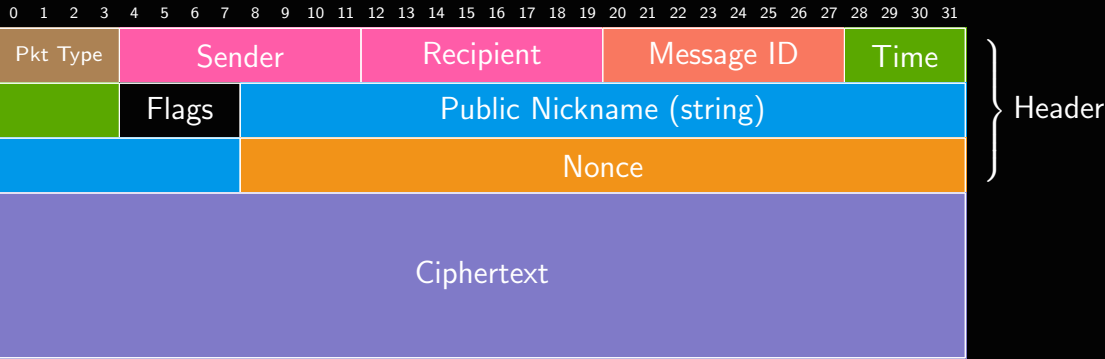 0 1 2 3 4 5 6 7 8 9 10 11 12 13 14 15 16 17 18 19 20 21 22 23 24 25 26 27 28 29 30 31
Pkt Type Sender Recipient Message ID Time
Flags Public Nickname (string) Header
Nonce
Ciphertext